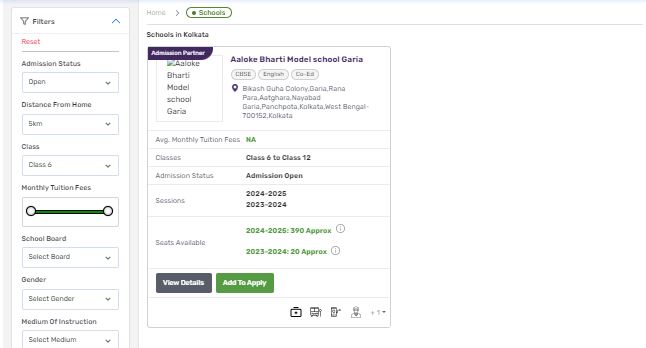 Filters
Reset
Admission Status
Open
Distance From Home
5km
Class
Class 6
Monthly Tuition Fees
School Board
Select Board
Gender
Select Gender
Medium Of Instruction
Select Medium
Home
Schools
Schools in Kolkata
Admission Partner
Aaloke
Bharti
Model
school
Garia
Aaloke Bharti Model school Garia
CBSE English Co-Ed
Bikash Guha Colony,Garia,Rana
Para,Aatghara,Nayabad
Garia,Panchpota,Kolkata,West Bengal-
700152,Kolkata
Avg. Monthly Tuition Fees NA
Classes Class 6 to Class 12
Admission Status Admission Open
Sessions 2024-2025
2023-2024
Seats Available 2024-2025: 390 Approx
2023-2024: 20 Approx
View Details Add To Apply
+ 1